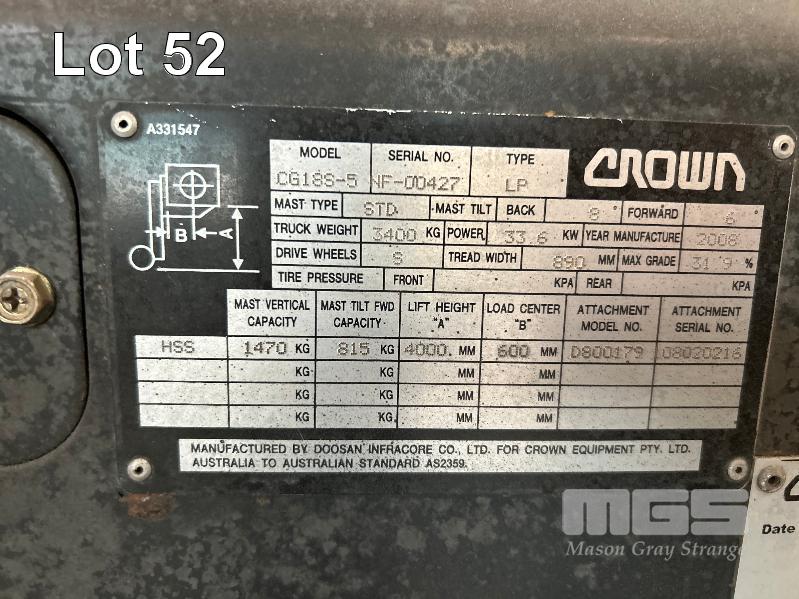 Lot 52
A331547
CROWN
MODEL SERIAL NO. TYPE
CG18S-5 NF-00427 LP
MAST TYPE STD MAST TILT BACK 8° FORWARD 6°
TRUCK WEIGHT 3400 KG POWER 33.6 KW YEAR MANUFACTURE 2008
DRIVE WHEELS S TREAD WIDTH 890 MM MAX GRADE 31.9 %
TIRE PRESSURE FRONT KPA REAR KPA
B A
MAST VERTICAL CAPACITY MAST TILT FWD CAPACITY LIFT HEIGHT "A" LOAD CENTER "B" ATTACHMENT MODEL NO. ATTACHMENT SERIAL NO.
HSS 1470 KG 815 KG 4000 MM 600 MM D800179 08020216
KG KG MM MM
KG KG MM MM
KG KG MM MM
MANUFACTURED BY DOOSAN INFRACORE CO., LTD. FOR CROWN EQUIPMENT PTY. LTD.
AUSTRALIA TO AUSTRALIAN STANDARD AS2359.
MGS
Mason Gray Strange
Date